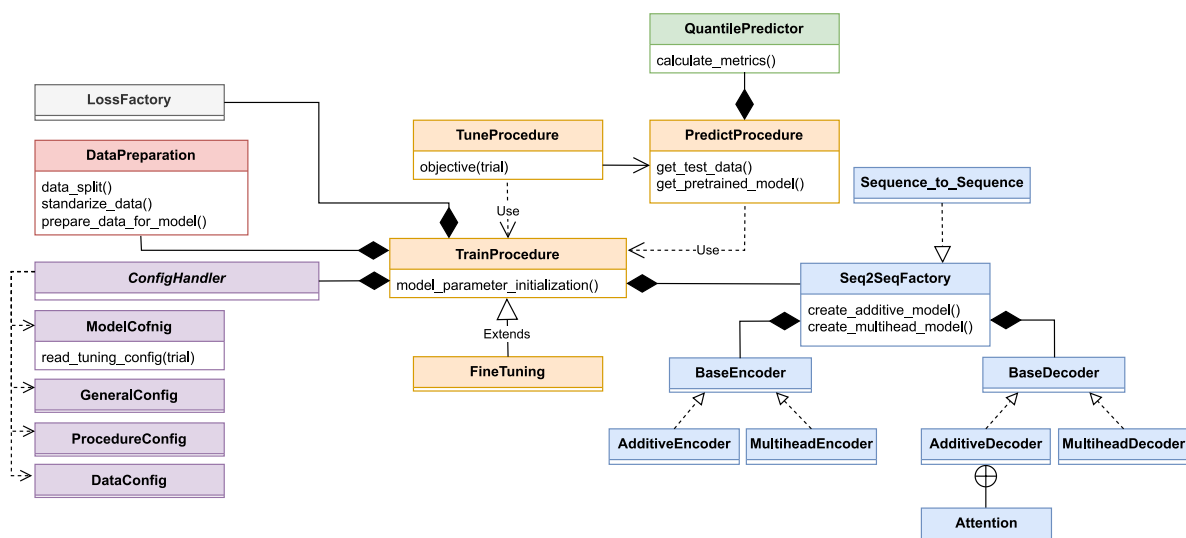 QuantilePredictor
calculate_metrics()
LossFactory
TuneProcedure
objective(trial)
PredictProcedure
get_test_data()
get_pretrained_model()
DataPreparation
data_split()
standarize_data()
prepare_data_for_model()
Sequence_to_Sequence
Use
Use
TrainProcedure
model_parameter_initialization()
ConfigHandler
Seq2SeqFactory
create_additive_model()
create_multihead_model()
ModelCofnig
read_tuning_config(trial)
Extends
FineTuning
BaseEncoder
BaseDecoder
GeneralConfig
ProcedureConfig
AdditiveEncoder
MultiheadEncoder
AdditiveDecoder
MultiheadDecoder
DataConfig
Attention